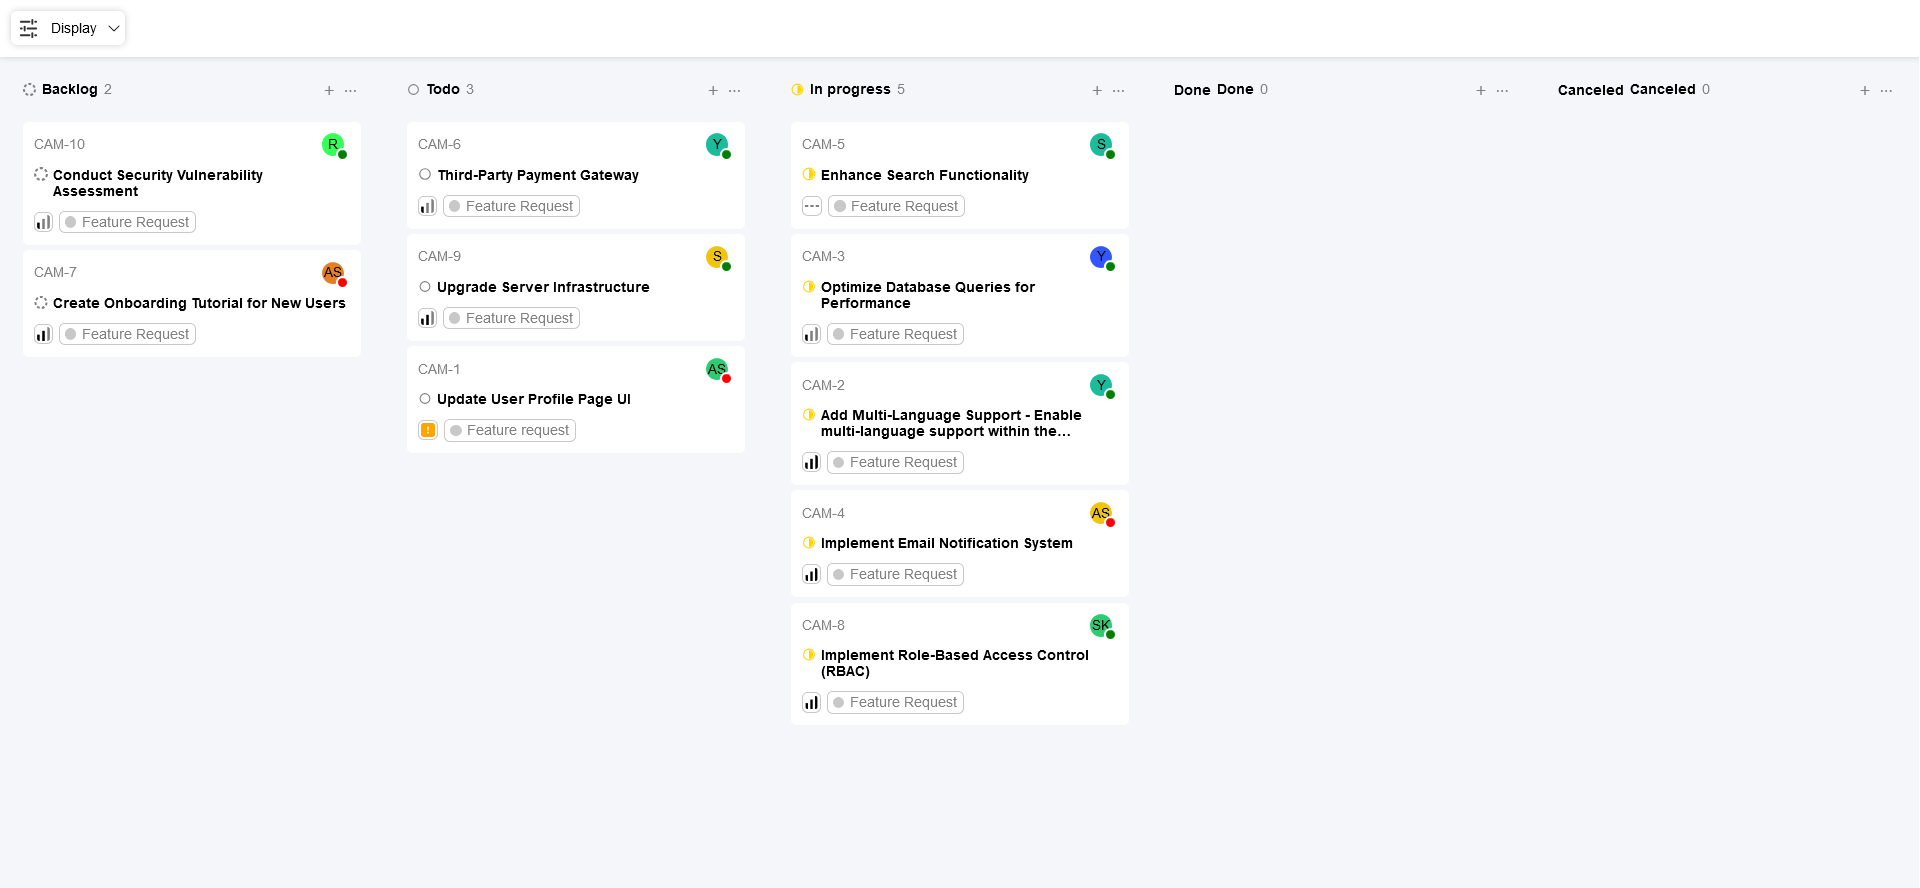 Display
Backlog 2
CAM-10
R
Conduct Security Vulnerability
Assessment
Feature Request
CAM-7
AS
Create Onboarding Tutorial for New Users
Feature Request
Todo 3
CAM-6
Y
Third-Party Payment Gateway
Feature Request
CAM-9
S
Upgrade Server Infrastructure
Feature Request
CAM-1
AS
Update User Profile Page UI
! Feature request
In progress 5
CAM-5
S
Enhance Search Functionality
Feature Request
CAM-3
Y
Optimize Database Queries for
Performance
Feature Request
CAM-2
Y
Add Multi-Language Support - Enable
multi-language support within the...
Feature Request
CAM-4
AS
Implement Email Notification System
Feature Request
CAM-8
SK
Implement Role-Based Access Control
(RBAC)
Feature Request
Done Done 0
Canceled Canceled 0